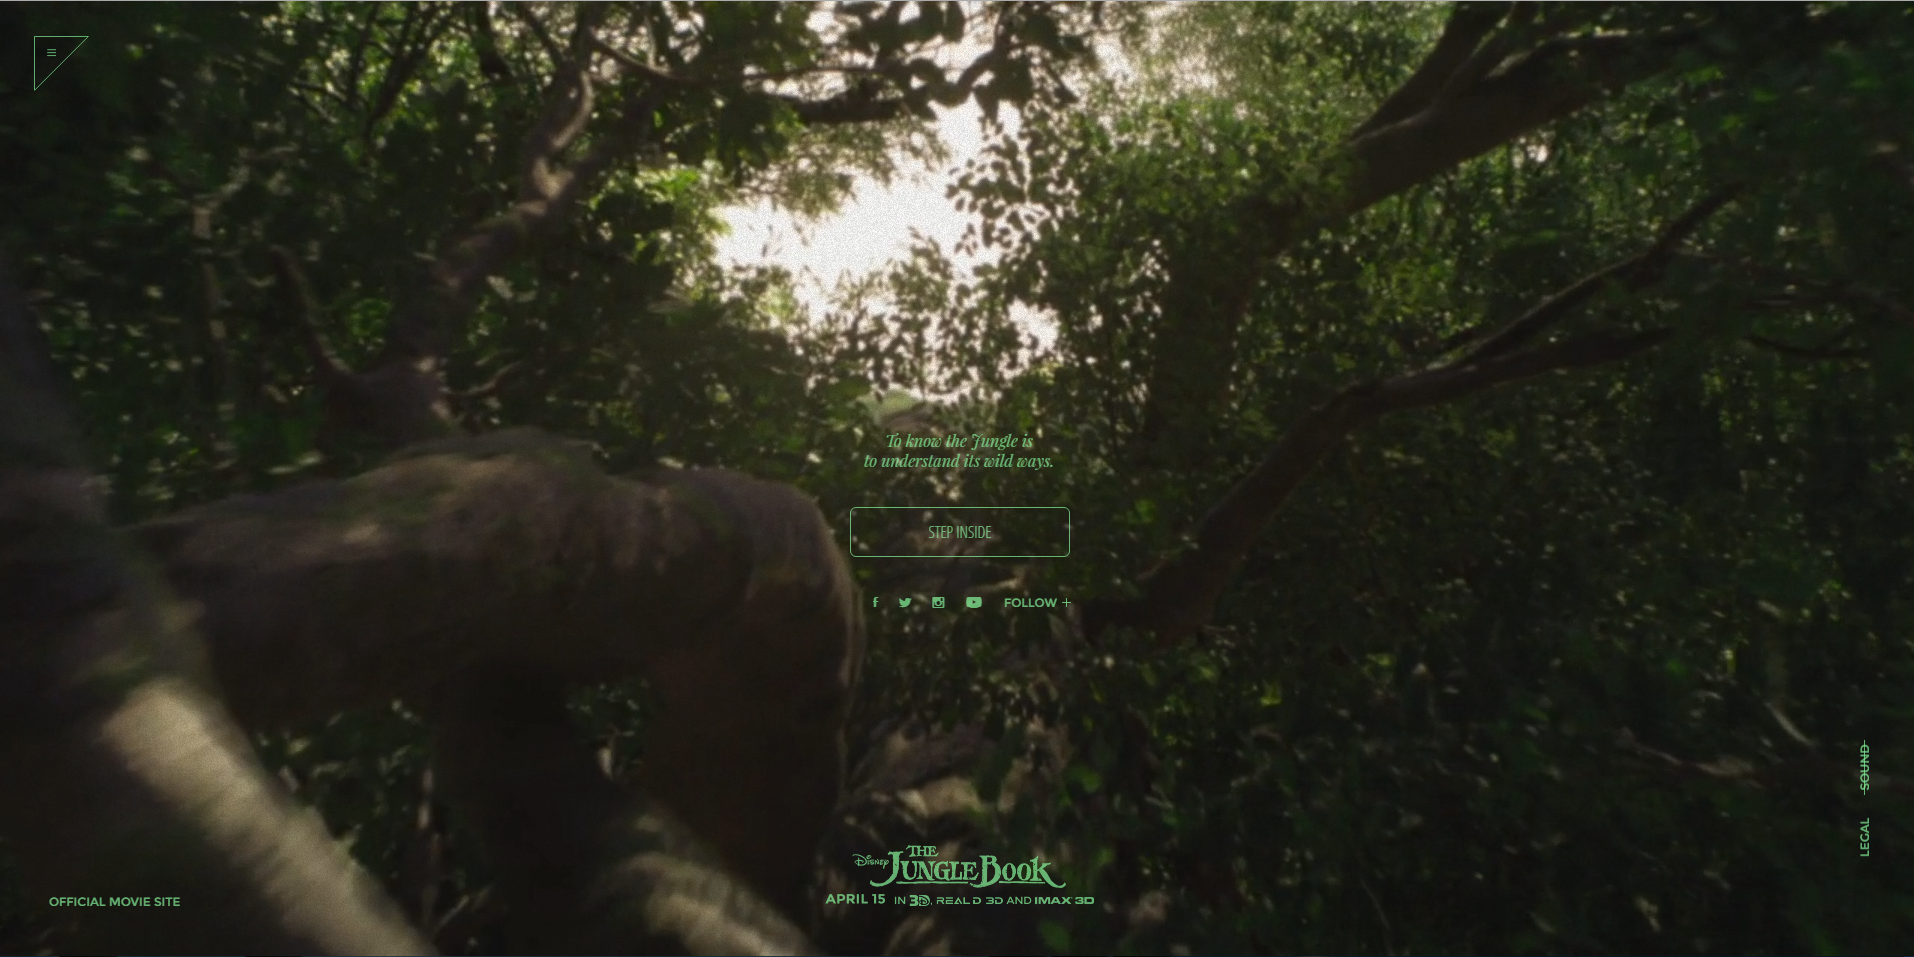 To know the Jungle is
to understand its wild ways.
STEP INSIDE
FOLLOW +
SOUND
LEGAL
Disney THE JUNGLE BOOK
APRIL 15 IN 3D, REAL D 3D AND IMAX 3D
OFFICIAL MOVIE SITE